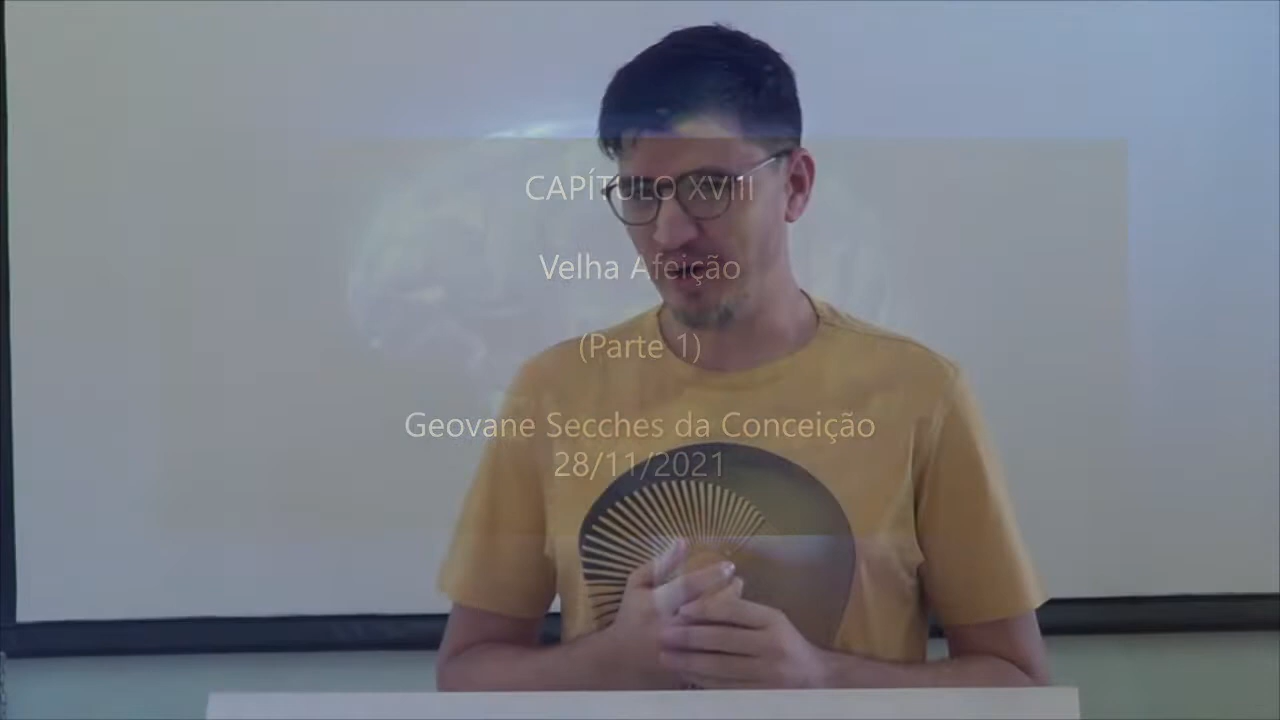 CAPÍTULO XVIII
Velha Afeição
(Parte 1)
Geovane Secches da Conceição
28/11/2021